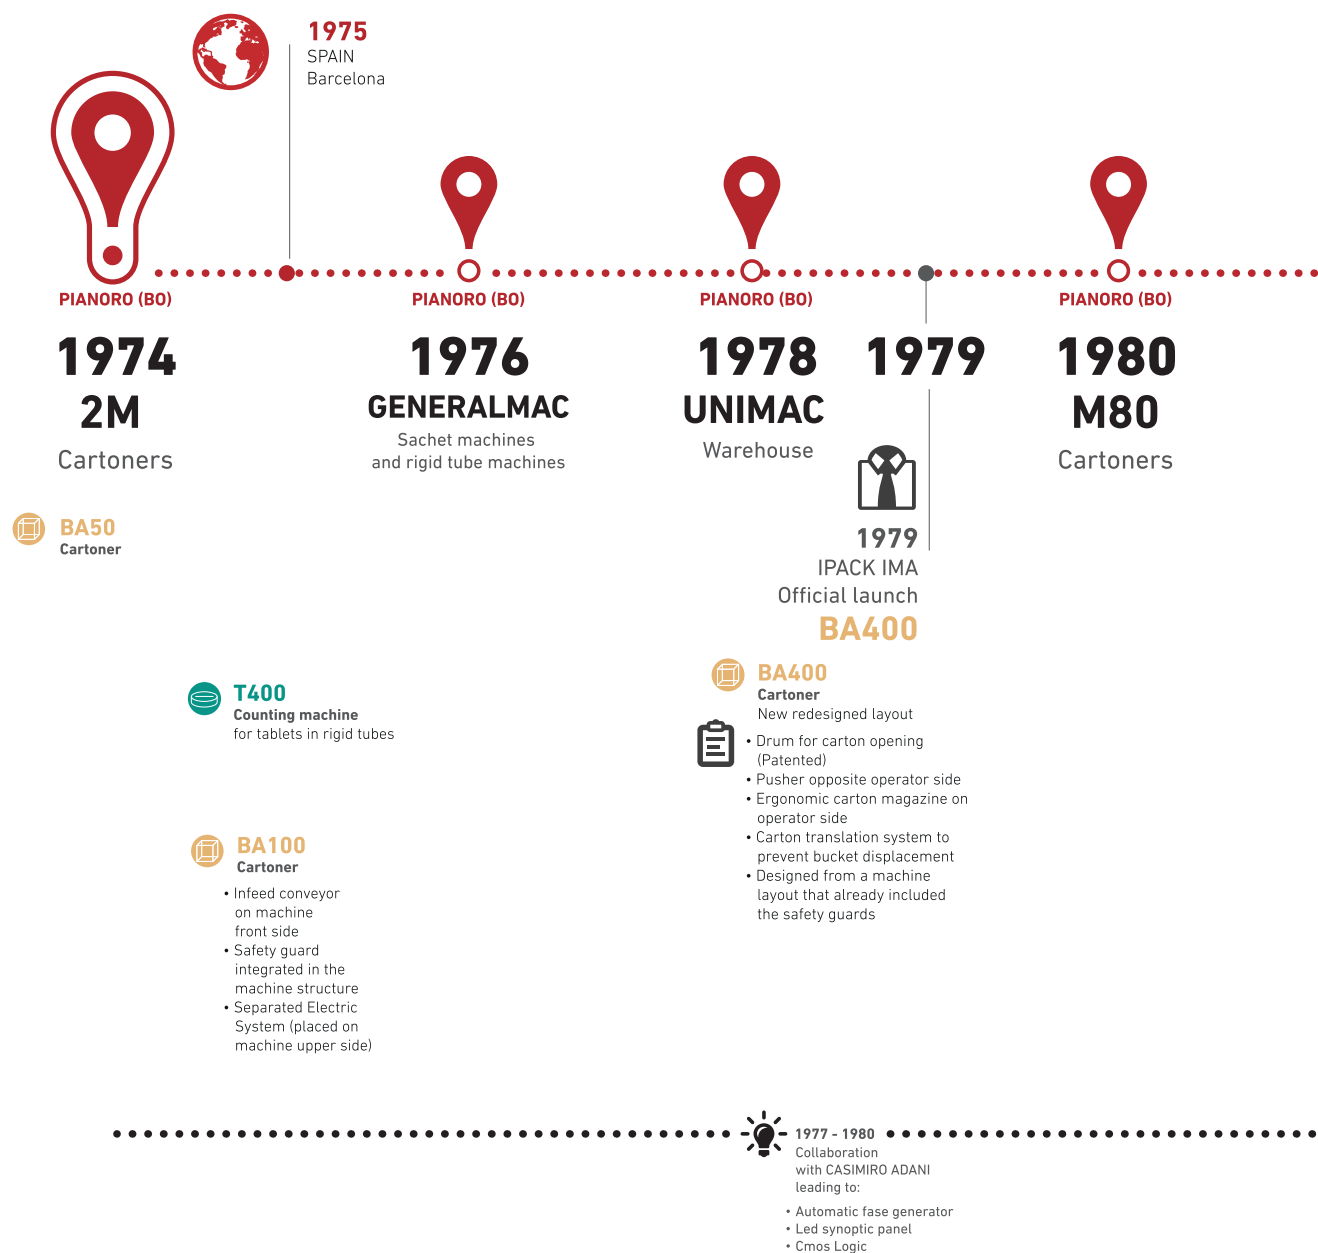 1975
SPAIN
Barcelona
PIANORO (BO)
1974
2M
Cartoners
PIANORO (BO)
1976
GENERALMAC
Sachet machines
and rigid tube machines
PIANORO (BO)
1978
UNIMAC
Warehouse
1979
PIANORO (BO)
1980
M80
Cartoners
BA50
Cartoner
1979
IPACK IMA
Official launch
BA400
T400
Counting machine
for tablets in rigid tubes
BA400
Cartoner
New redesigned layout
• Drum for carton opening
(Patented)
• Pusher opposite operator side
• Ergonomic carton magazine on
operator side
• Carton translation system to
prevent bucket displacement
• Designed from a machine
layout that already included
the safety guards
BA100
Cartoner
• Infeed conveyor
on machine
front side
• Safety guard
integrated in the
machine structure
• Separated Electric
System (placed on
machine upper side)
1977 - 1980
Collaboration
with CASIMIRO ADANI
leading to:
• Automatic fase generator
• Led synoptic panel
• Cmos Logic